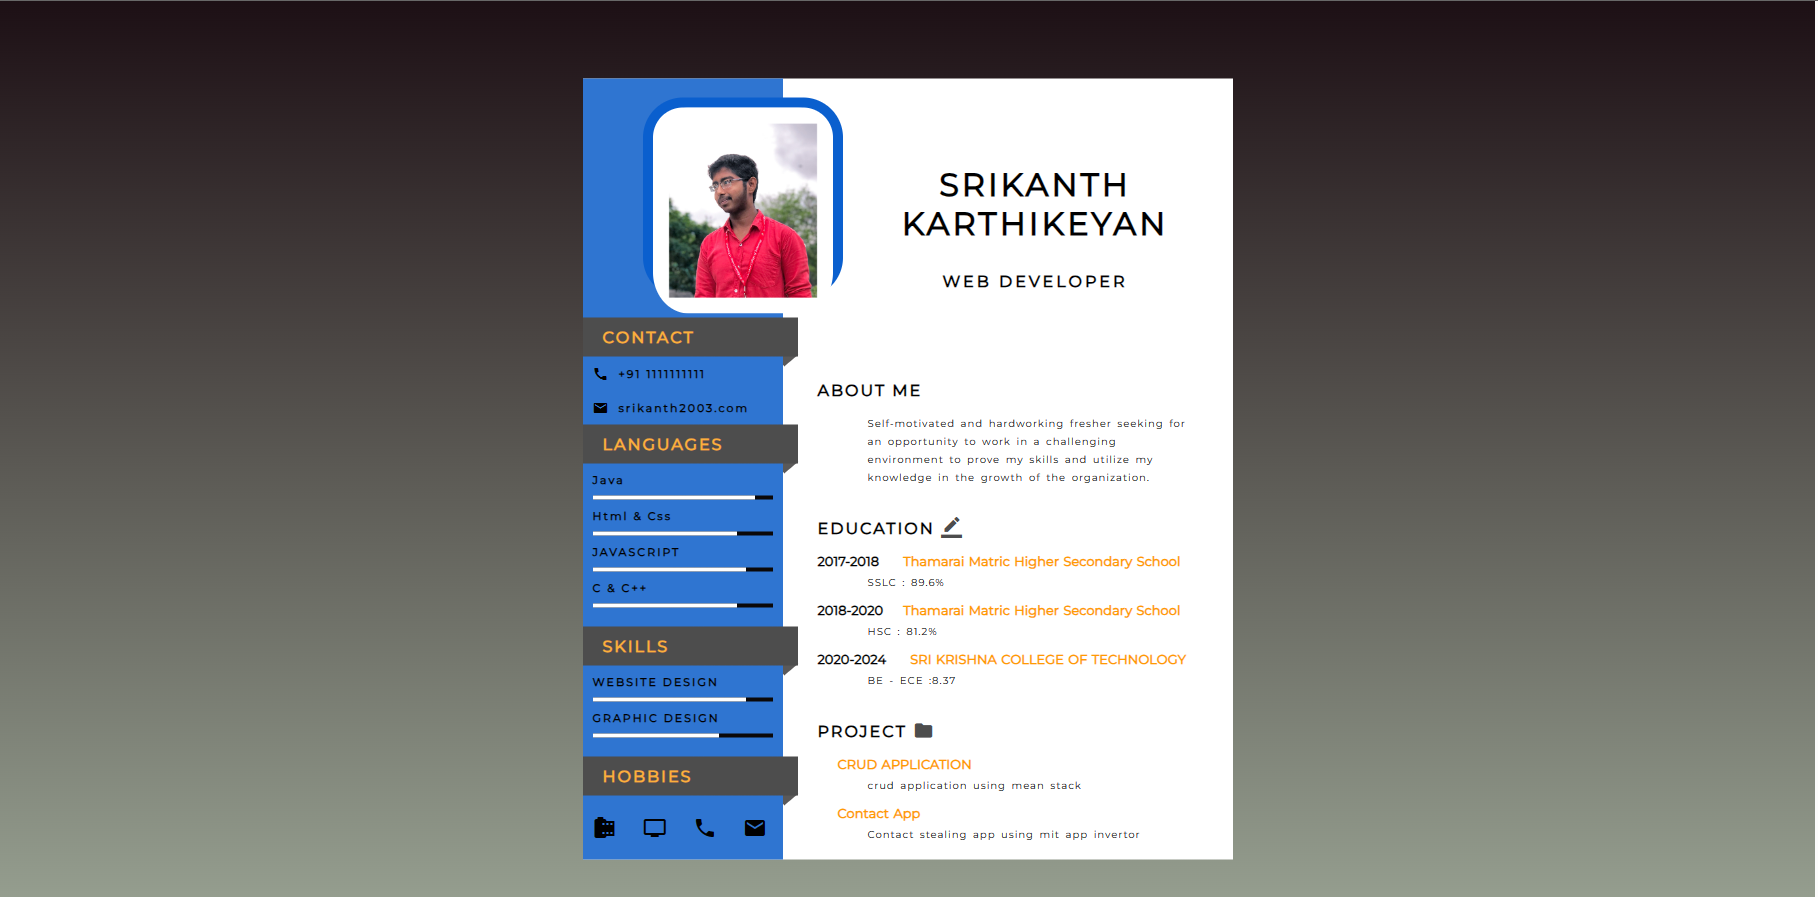 SRIKANTH
KARTHIKEYAN
WEB DEVELOPER
CONTACT
+91 1111111111
srikanth2003.com
LANGUAGES
Java
Html & Css
JAVASCRIPT
C & C++
SKILLS
WEBSITE DESIGN
GRAPHIC DESIGN
HOBBIES
ABOUT ME
Self-motivated and hardworking fresher seeking for
an opportunity to work in a challenging
environment to prove my skills and utilize my
knowledge in the growth of the organization.
EDUCATION
2017-2018 Thamarai Matric Higher Secondary School
SSLC : 89.6%
2018-2020 Thamarai Matric Higher Secondary School
HSC : 81.2%
2020-2024 SRI KRISHNA COLLEGE OF TECHNOLOGY
BE - ECE :8.37
PROJECT
CRUD APPLICATION
crud application using mean stack
Contact App
Contact stealing app using mit app invertor